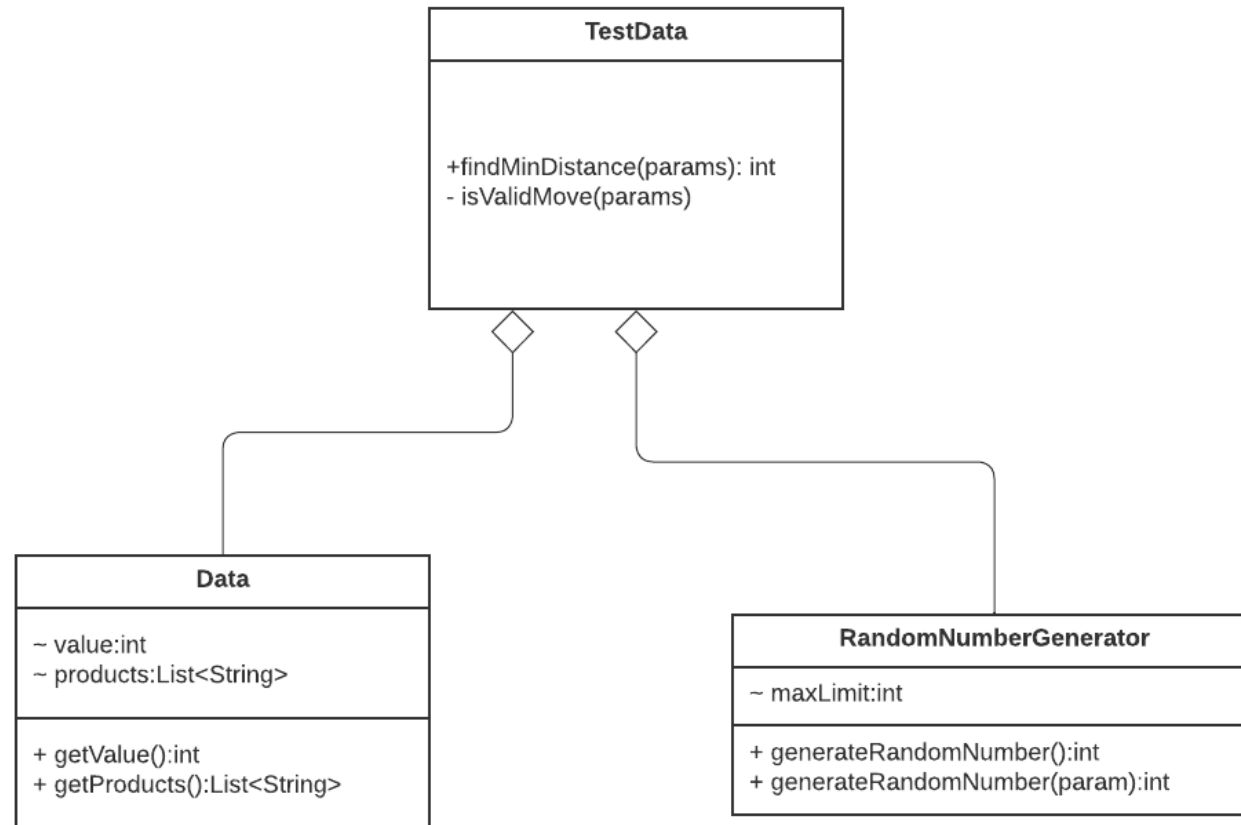 TestData
+findMinDistance(params): int
- isValidMove(params)
Data
~ value:int
~ products:List<String>
+ getValue():int
+ getProducts():List<String>
RandomNumberGenerator
~ maxLimit:int
+ generateRandomNumber():int
+ generateRandomNumber(param):int